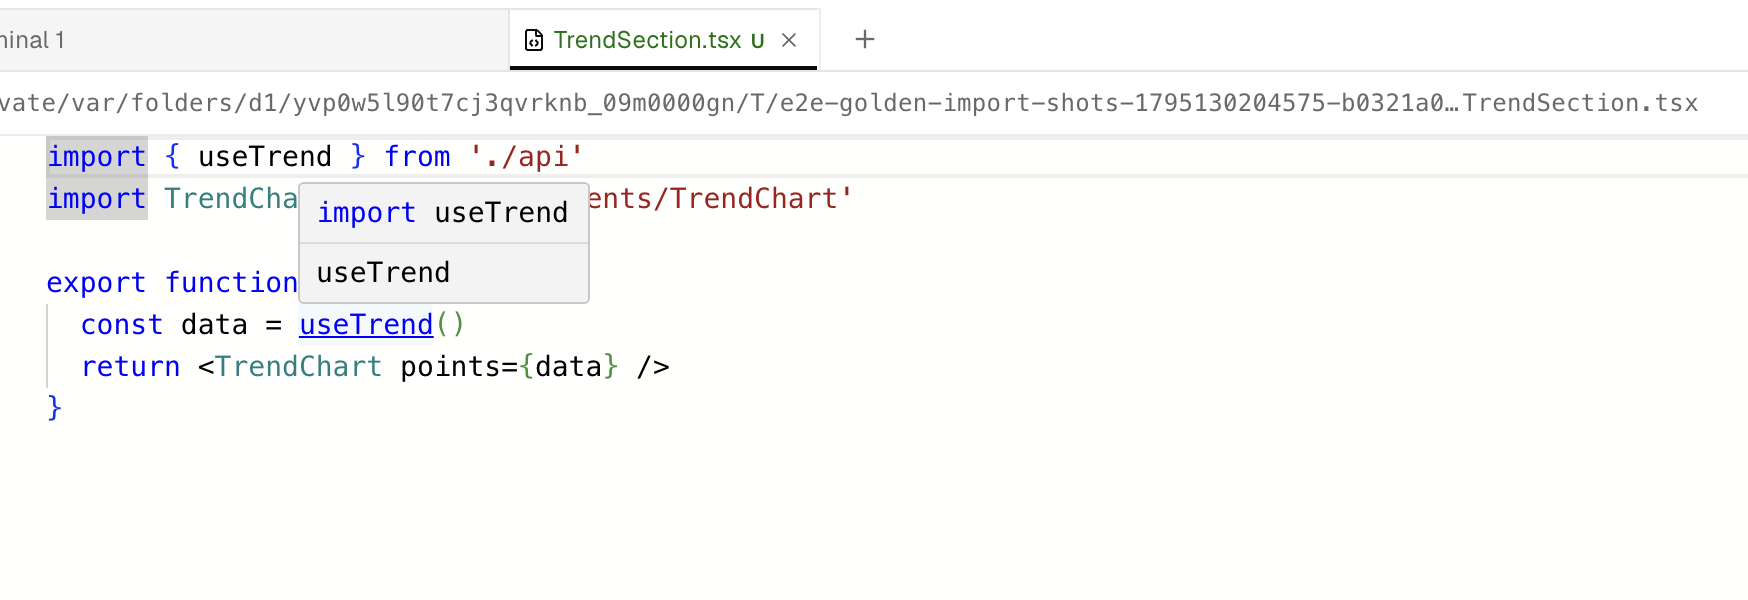 minal 1
TrendSection.tsx U
vate/var/folders/d1/yvp0w5l90t7cj3qvrknb_09m0000gn/T/e2e-golden-import-shots-1795130204575-b0321a0…TrendSection.tsx
import { useTrend } from './api'
import TrendCha
ents/TrendChart'
import useTrend
useTrend
export function
const data = useTrend()
return <TrendChart points={data} />
}